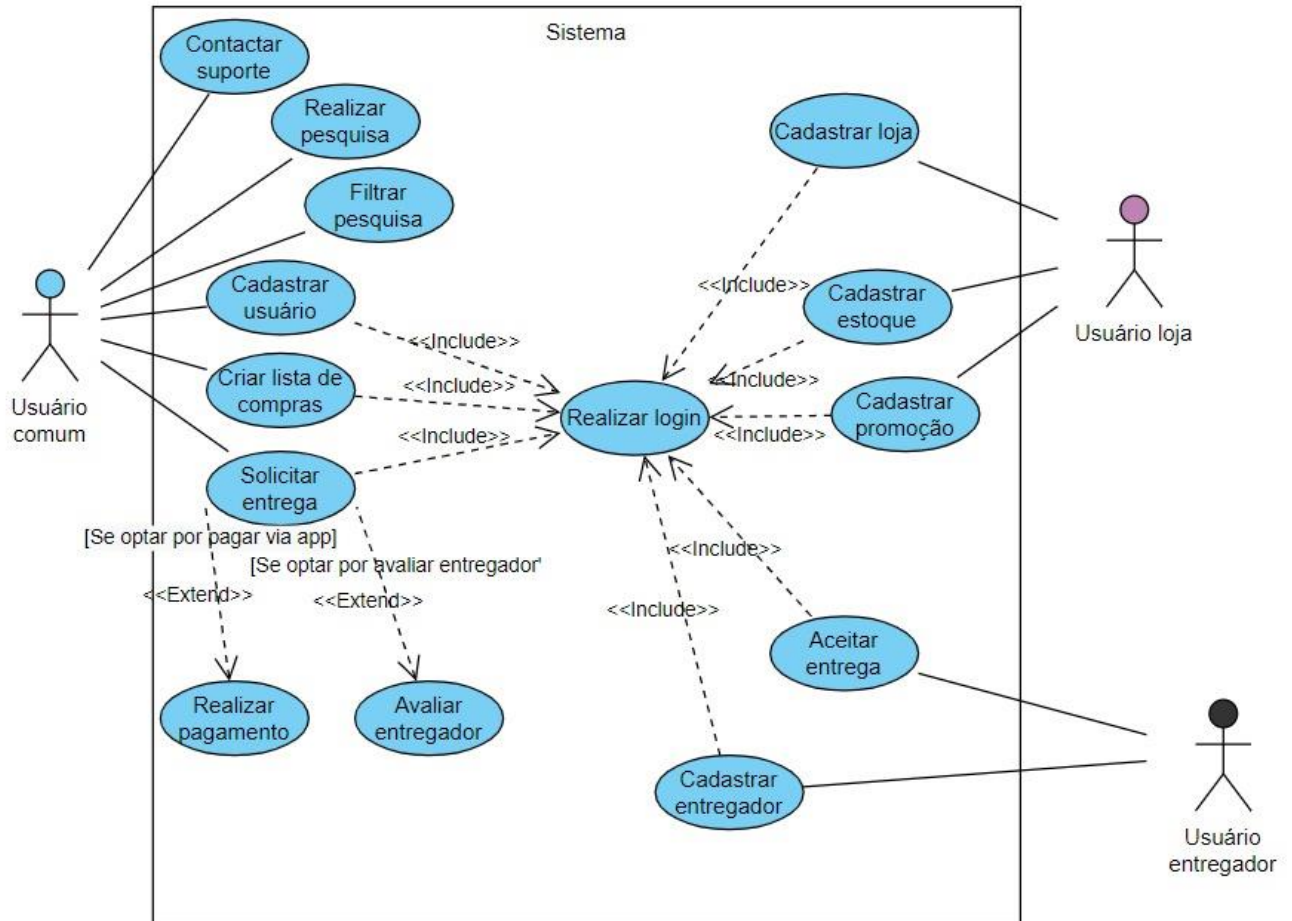 Sistema
Contactar
suporte
Realizar
pesquisa
Filtrar
pesquisa
Cadastrar
usuário
Criar lista de
compras
Solicitar
entrega
Usuário
comum
<<Include>>
<<Include>>
<<Include>>
[Se optar por pagar via app]
[Se optar por avaliar entregador'
<<Extend>>
<<Extend>>
Realizar
pagamento
Avaliar
entregador
Realizar login
Cadastrar loja
<<Include>>
Cadastrar
estoque
<<Include>>
Cadastrar
promoção
<<Include>>
Usuário loja
<<Include>>
<<Include>>
Aceitar
entrega
Cadastrar
entregador
Usuário
entregador